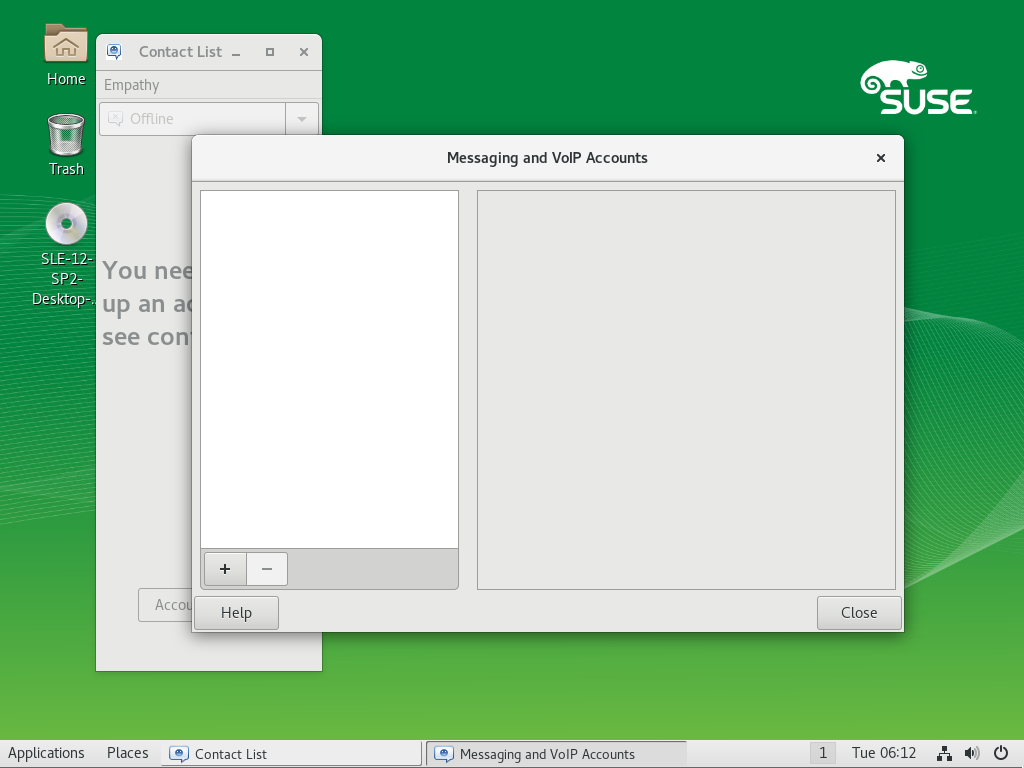 Home
Trash
SLE-12-
SP2-
Desktop-...
SUSE
Contact List
Empathy
Offline
You nee
up an ac
see con
Accou
Messaging and VoIP Accounts
+
−
Help
Close
Applications
Places
Contact List
Messaging and VoIP Accounts
1
Tue 06:12